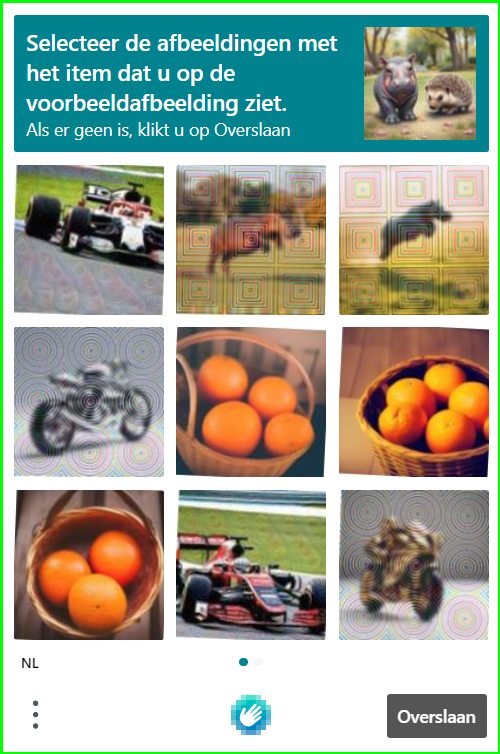 Selecteer de afbeeldingen met
het item dat u op de
voorbeeldafbeelding ziet.
Als er geen is, klikt u op Overslaan
NL
Overslaan